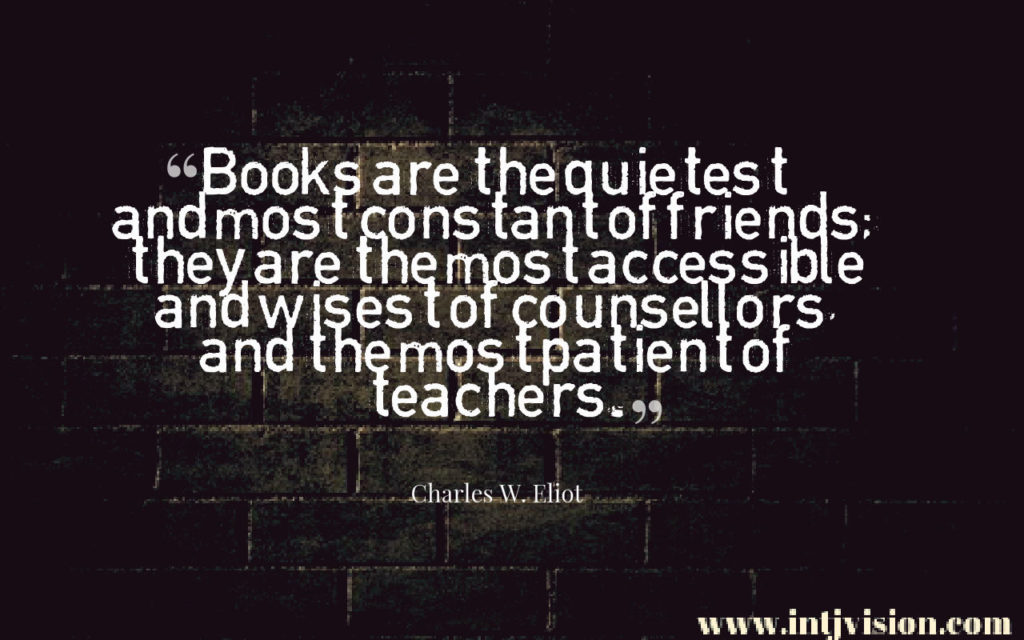 “Books are the quietest
and most constant of friends;
they are the most accessible
and wisest of counsellors,
and the most patient of
teachers.”
Charles W. Eliot
www.intjvision.com